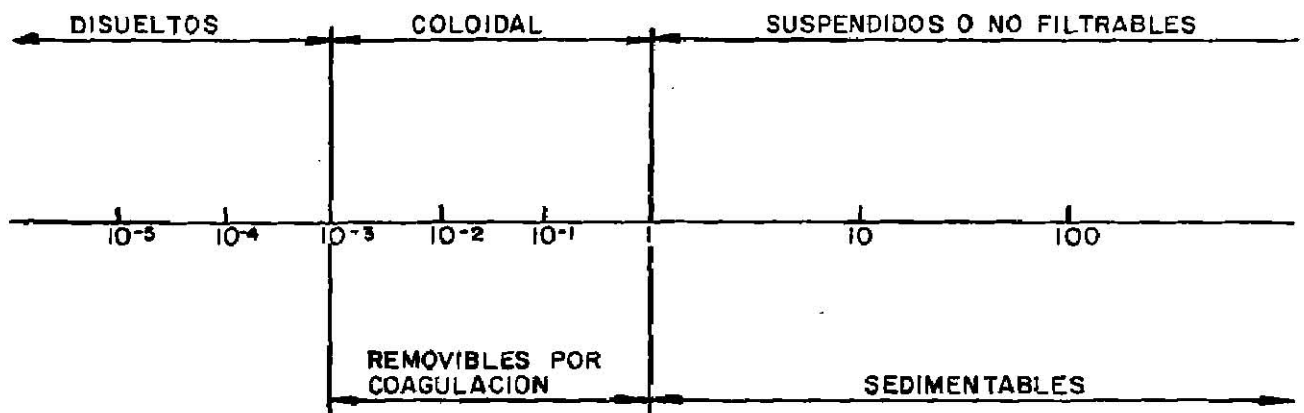 DISUELTOS COLOIDAL SUSPENDIDOS O NO FILTRABLES
10-5 10-4 10-3 10-2 10-1 1 10 100
REMOVIBLES POR
COAGULACION SEDIMENTABLES